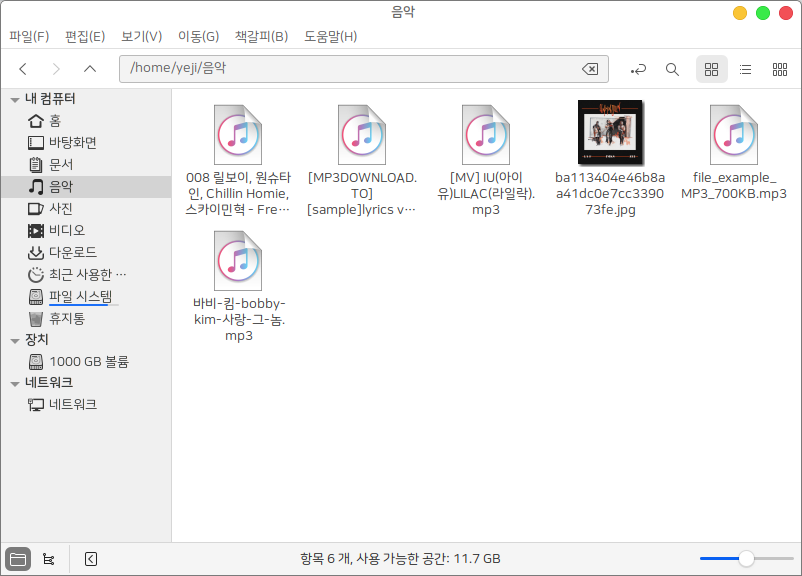 음악
파일(F) 편집(E) 보기(V) 이동(G) 책갈피(B) 도움말(H)
/home/yeji/음악
내 컴퓨터
홈
바탕화면
문서
음악
사진
비디오
다운로드
최근 사용한 …
파일 시스템
휴지통
장치
1000 GB 볼륨
네트워크
네트워크
008 릴보이, 원슈타
인, Chillin Homie,
스카이민혁 - Fre…
[MP3DOWNLOAD.
TO]
[sample]lyrics v…
[MV] IU(아이
유)LILAC(라일락).
mp3
ba113404e46b8a
a41dc0e7cc3390
73fe.jpg
file_example_
MP3_700KB.mp3
바비-킴-bobby-
kim-사랑-그-놈.
mp3
항목 6 개, 사용 가능한 공간: 11.7 GB